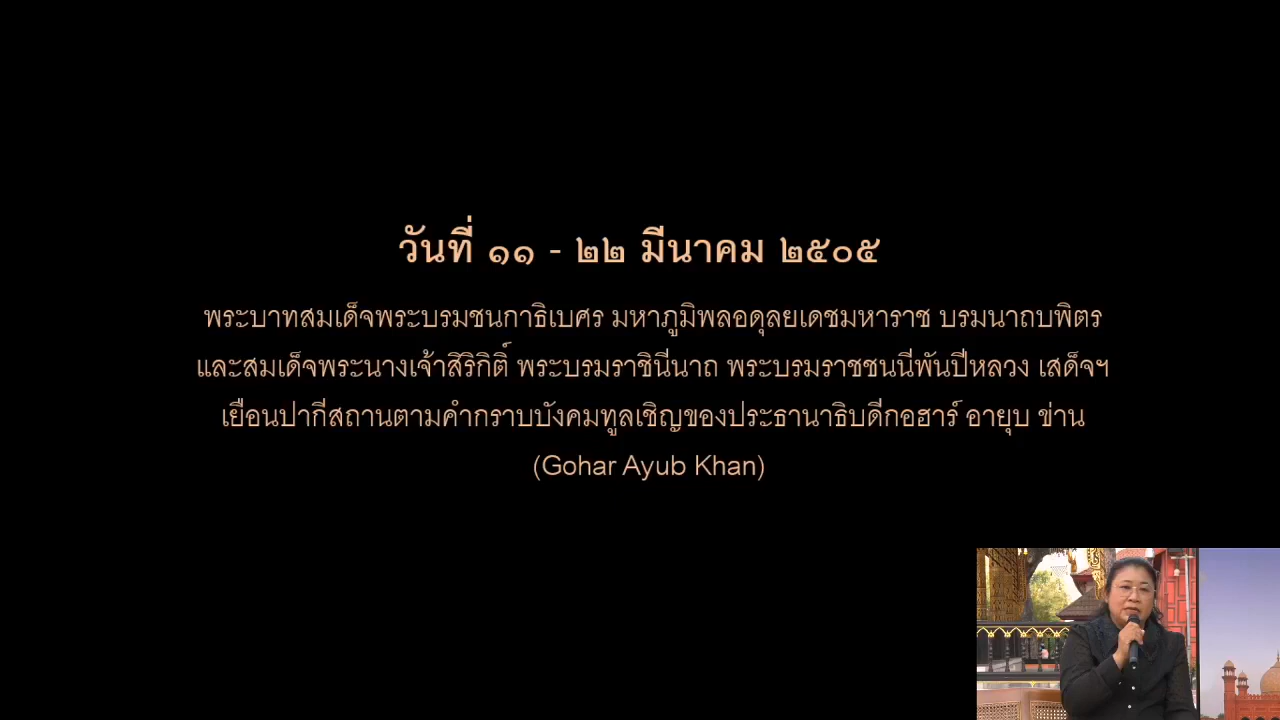 วันที่ ๑๑ - ๒๒ มีนาคม ๒๕๐๕
พระบาทสมเด็จพระบรมชนกาธิเบศร มหาภูมิพลอดุลยเดชมหาราช บรมนาถบพิตร
และสมเด็จพระนางเจ้าสิริกิติ์ พระบรมราชินีนาถ พระบรมราชชนนีพันปีหลวง เสด็จฯ
เยือนปากีสถานตามคำกราบบังคมทูลเชิญของประธานาธิบดีกอฮาร์ อายุบ ข่าน
(Gohar Ayub Khan)